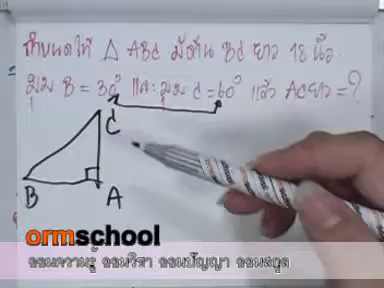 กำหนดให้ △ ABC มีด้าน BC ยาว 18 นิ้ว
มุม B = 30° และมุม C = 60° แล้ว AC ยาว = ?
C
B
A
ormschool
ออมความรู้ ออมวิชา ออมปัญญา ออมสกูล